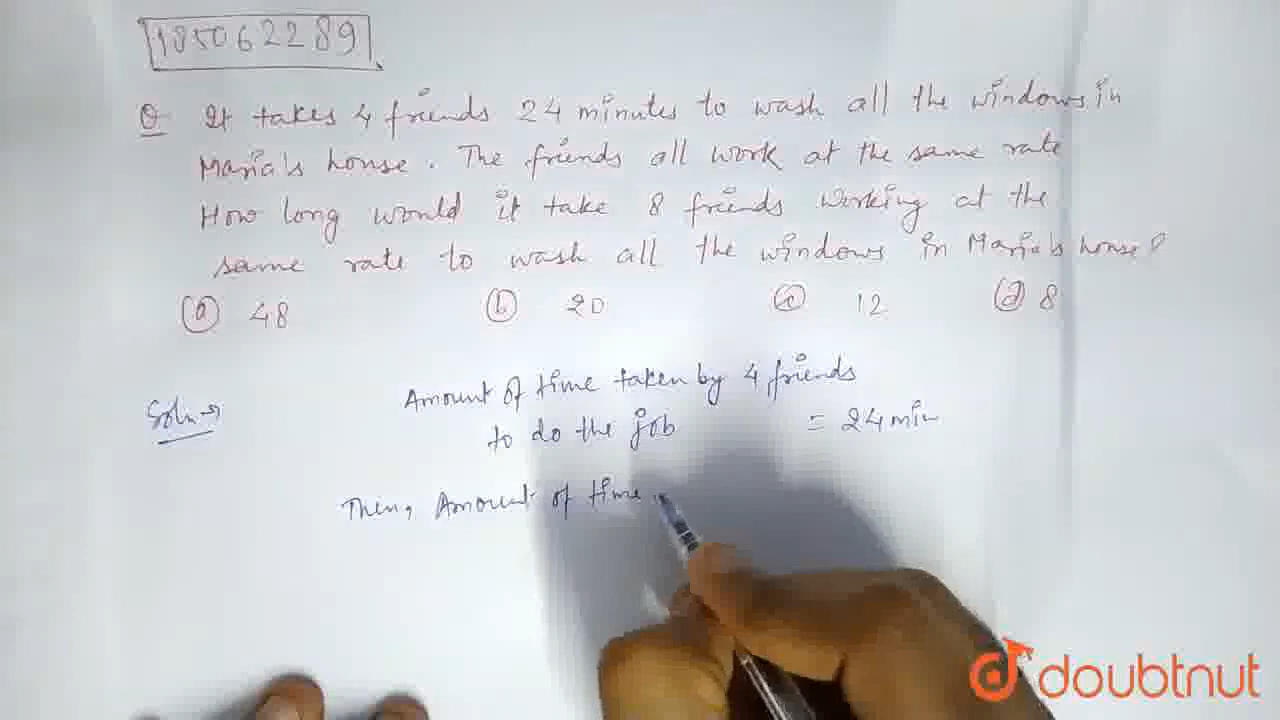 185062289
Q It takes 4 friends 24 minutes to wash all the windows in
Maria's house. The friends all work at the same rate
How long would it take 8 friends working at the
same rate to wash all the windows in Maria's house?
(a) 48 (b) 20 (c) 12 (d) 8
Soln→ Amount of time taken by 4 friends
to do the job = 24 min
Then, Amount of time
doubtnut